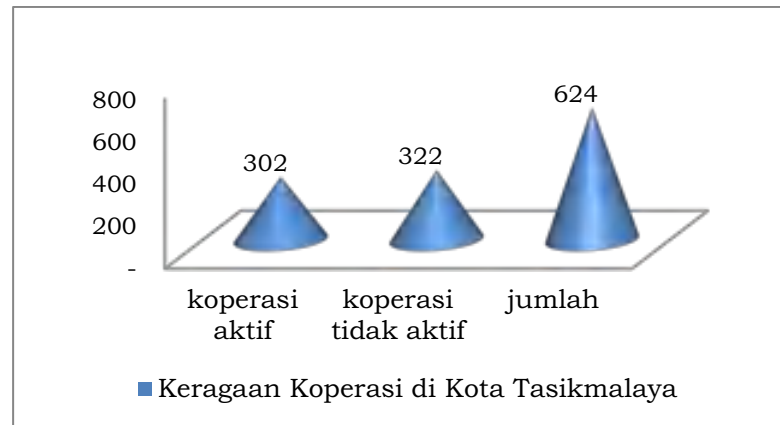 624
800
600
302
322
400
200
-
koperasi aktif
koperasi tidak aktif
jumlah
Keragaan Koperasi di Kota Tasikmalaya